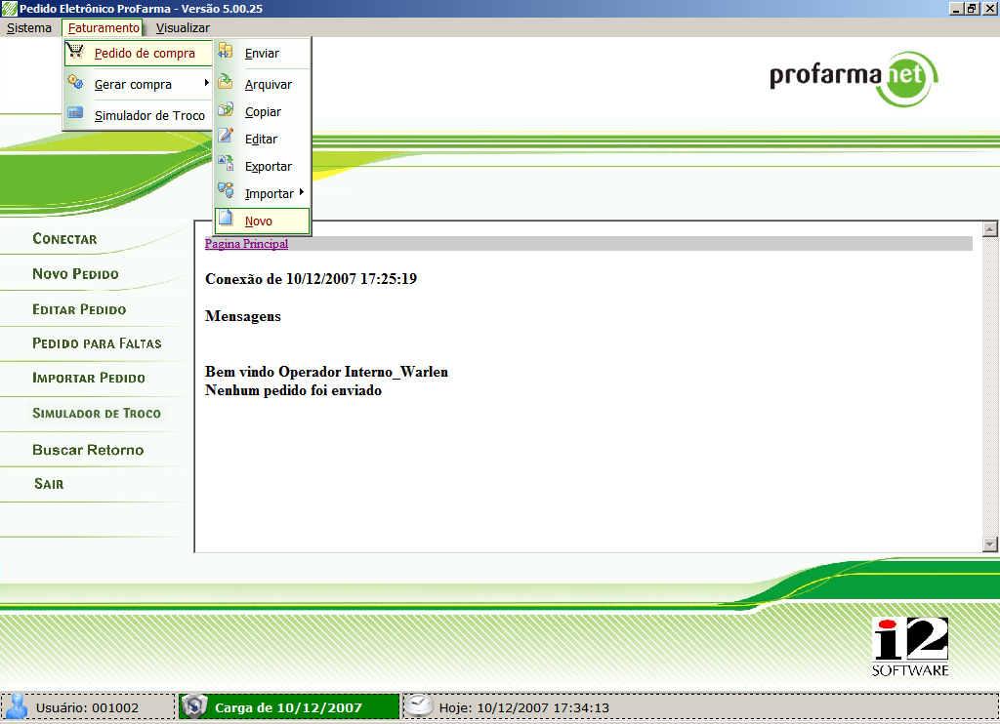 Pedido Eletrônico ProFarma - Versão 5.00.25
Sistema Faturamento Visualizar
Pedido de compra
Gerar compra
Simulador de Troco
Enviar
Arquivar
Copiar
Editar
Exportar
Importar
Novo
profarma net
CONECTAR
NOVO PEDIDO
EDITAR PEDIDO
PEDIDO PARA FALTAS
IMPORTAR PEDIDO
SIMULADOR DE TROCO
Buscar Retorno
SAIR
Pagina Principal
Conexão de 10/12/2007 17:25:19
Mensagens
Bem vindo Operador Interno_Warlen
Nenhum pedido foi enviado
i2
SOFTWARE
Usuário: 001002 Carga de 10/12/2007 Hoje: 10/12/2007 17:34:13